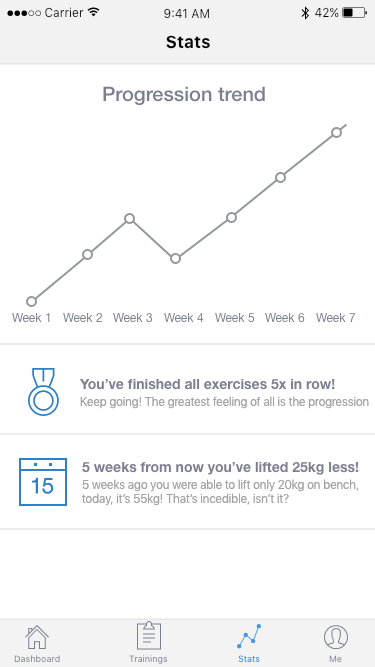 Carrier 9:41 AM 42%
Stats
Progression trend
Week 1 Week 2 Week 3 Week 4 Week 5 Week 6 Week 7
You’ve finished all exercises 5x in row!
Keep going! The greatest feeling of all is the progression
15
5 weeks from now you’ve lifted 25kg less!
5 weeks ago you were able to lift only 20kg on bench,
today, it’s 55kg! That’s incedible, isn’t it?
Dashboard Trainings Stats Me